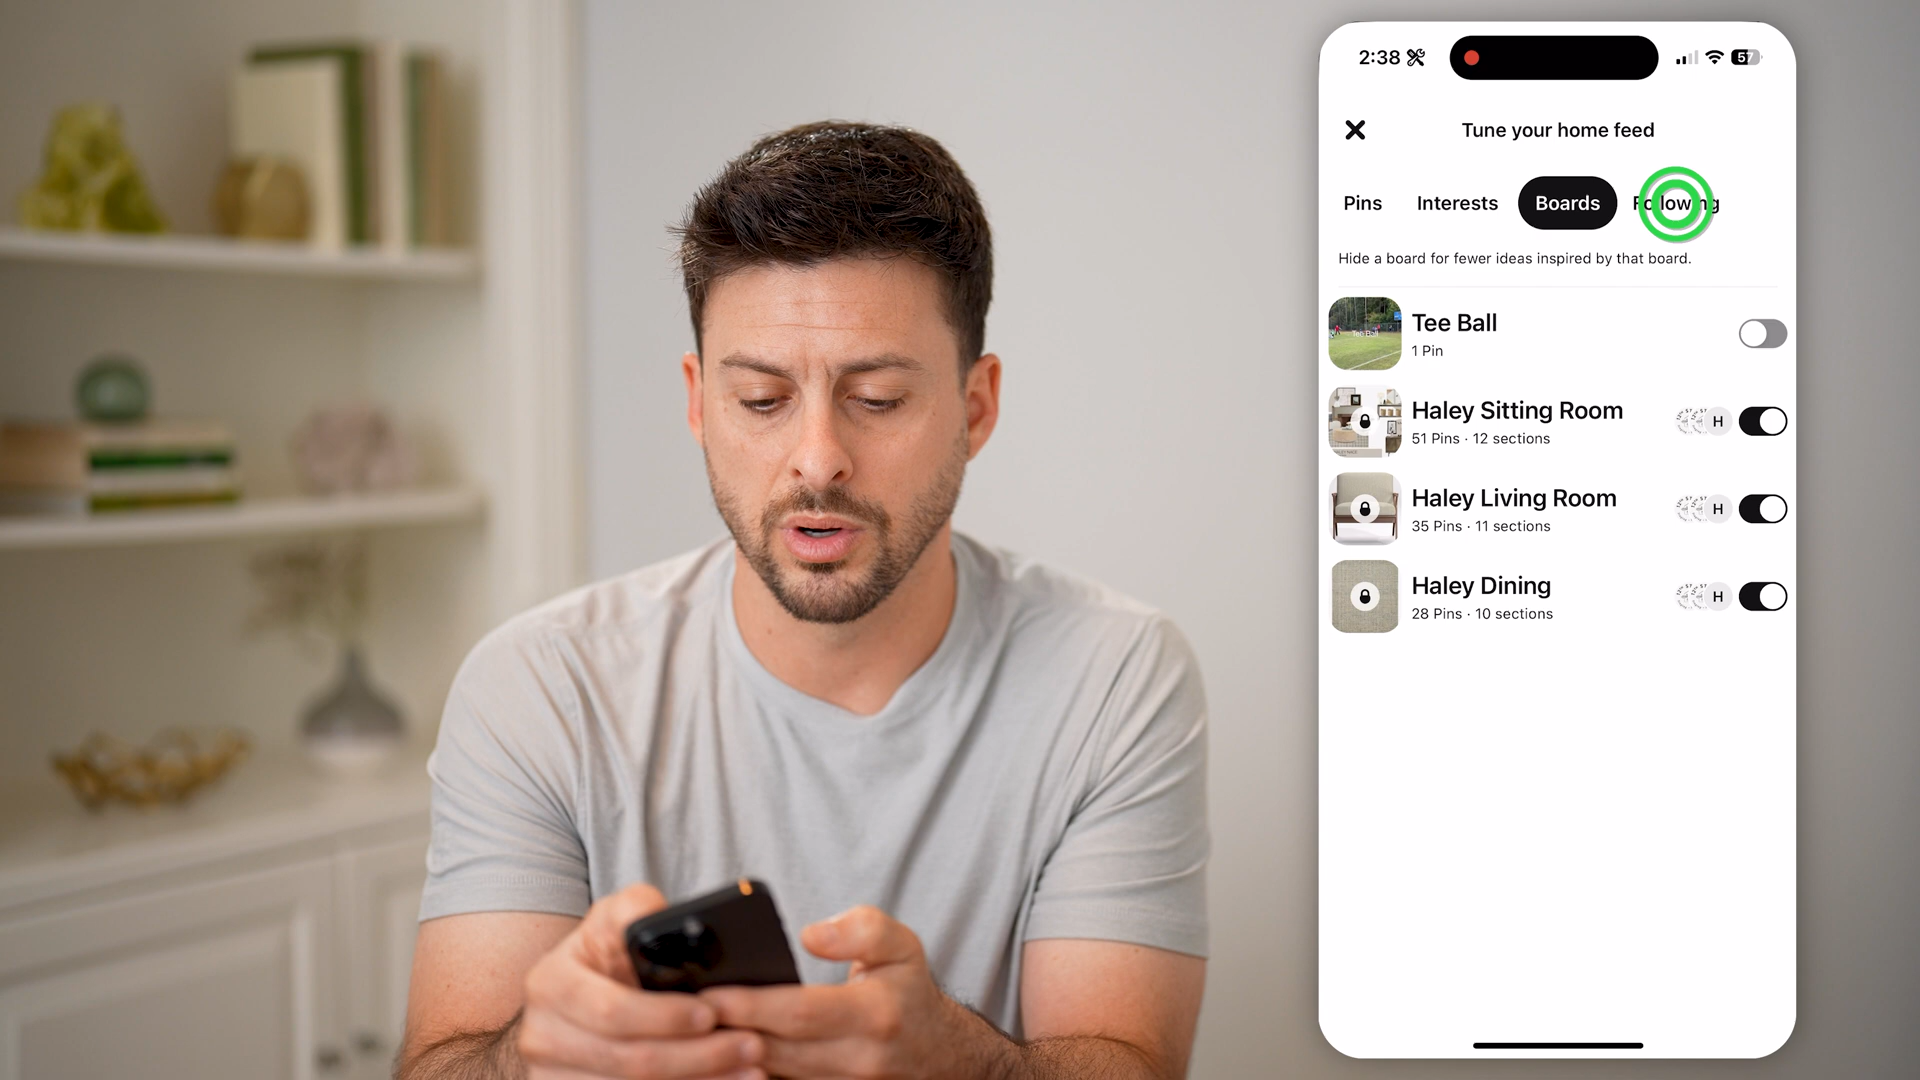 2:38
57
Tune your home feed
Pins Interests Boards Following
Hide a board for fewer ideas inspired by that board.
Tee Ball
1 Pin
Haley Sitting Room
51 Pins · 12 sections
H
Haley Living Room
35 Pins · 11 sections
H
Haley Dining
28 Pins · 10 sections
H